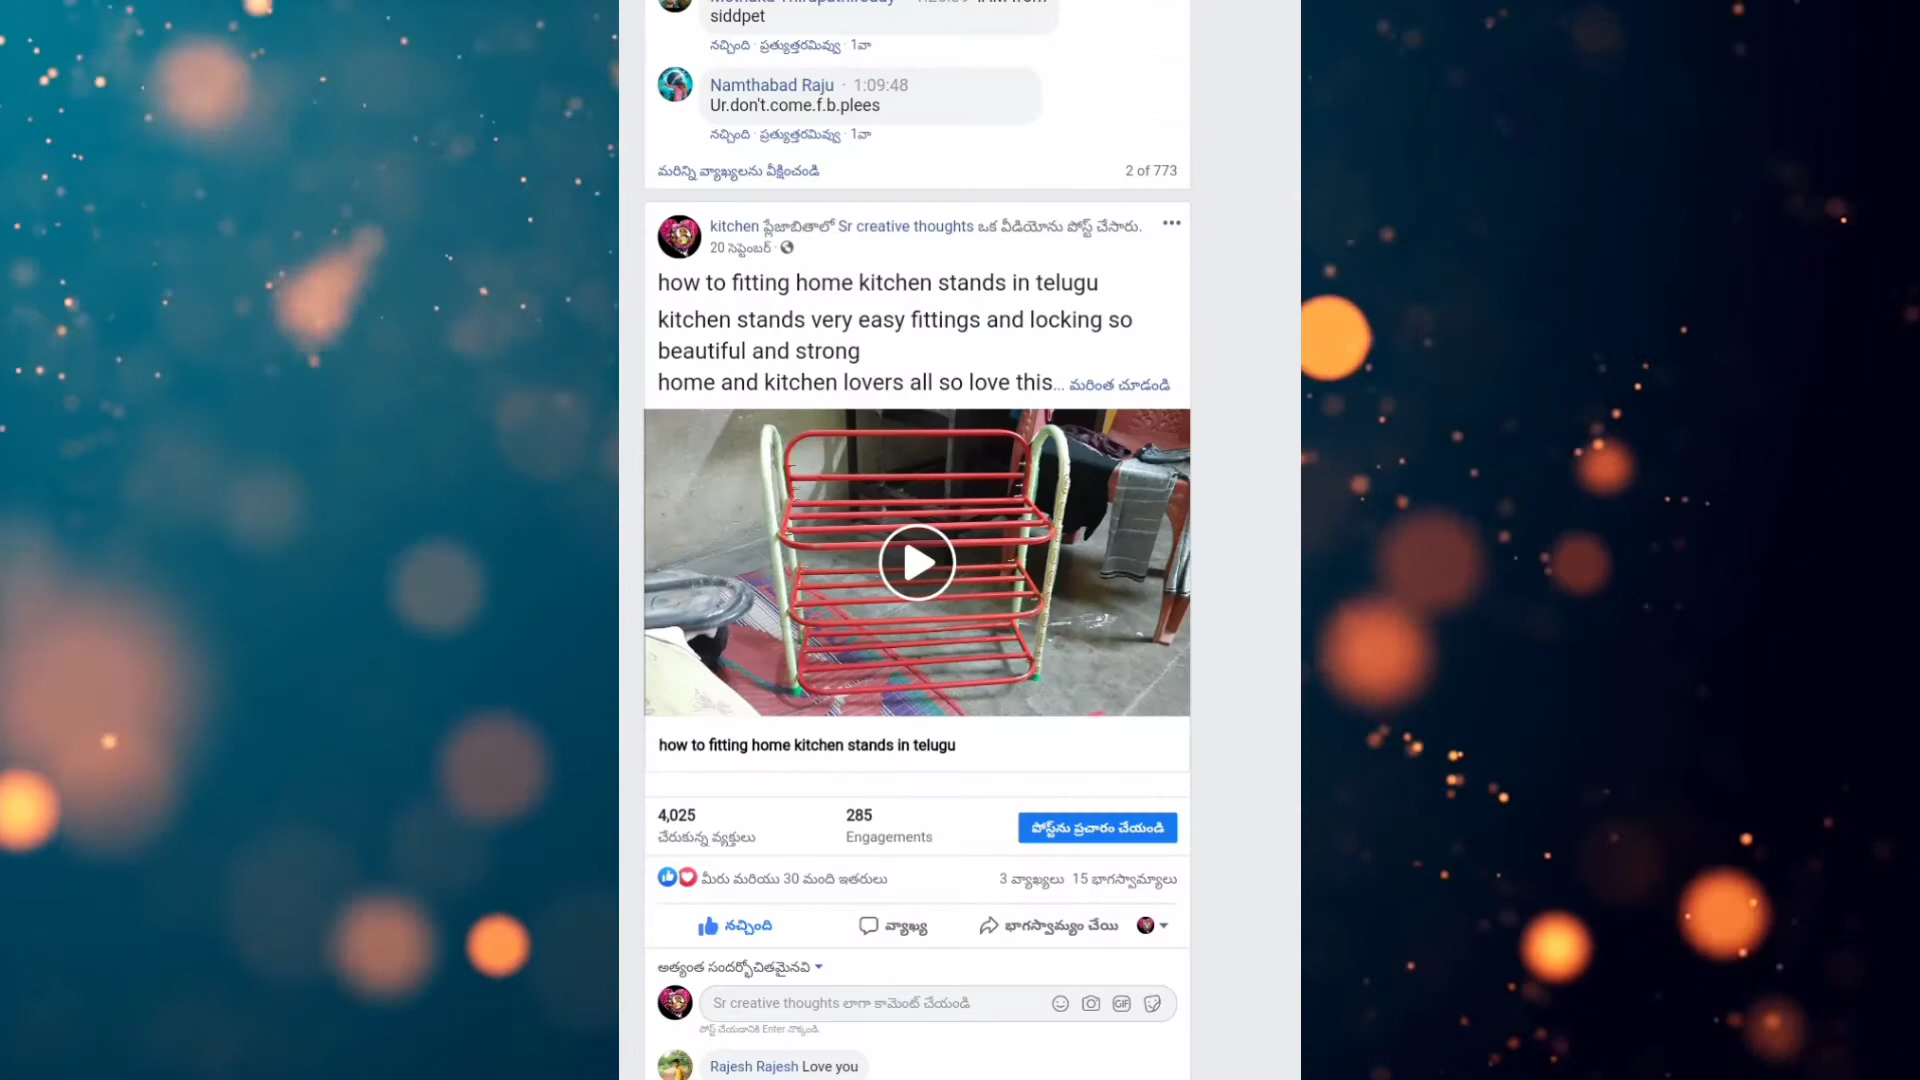 siddpet
నచ్చింది · ప్రత్యుత్తరమివ్వు · 1వా
Namthabad Raju · 1:09:48
Ur.don't.come.f.b.plees
నచ్చింది · ప్రత్యుత్తరమివ్వు · 1వా
మరిన్ని వ్యాఖ్యలను వీక్షించండి 2 of 773
kitchen ప్లేజాబితాలో Sr creative thoughts ఒక వీడియోను పోస్ట్ చేసారు.
20 సెప్టెంబర్ ·
how to fitting home kitchen stands in telugu
kitchen stands very easy fittings and locking so
beautiful and strong
home and kitchen lovers all so love this... మరింత చూడండి
how to fitting home kitchen stands in telugu
4,025 285
చేరుకున్న వ్యక్తులు Engagements పోస్ట్‌ను ప్రచారం చేయండి
మీరు మరియు 30 మంది ఇతరులు 3 వ్యాఖ్యలు 15 భాగస్వామ్యాలు
నచ్చింది వ్యాఖ్య భాగస్వామ్యం చేయి
అత్యంత సందర్భోచితమైనవి
Sr creative thoughts లాగా కామెంట్ చేయండి GIF
పోస్ట్ చేయడానికి Enter నొక్కండి.
Rajesh Rajesh Love you